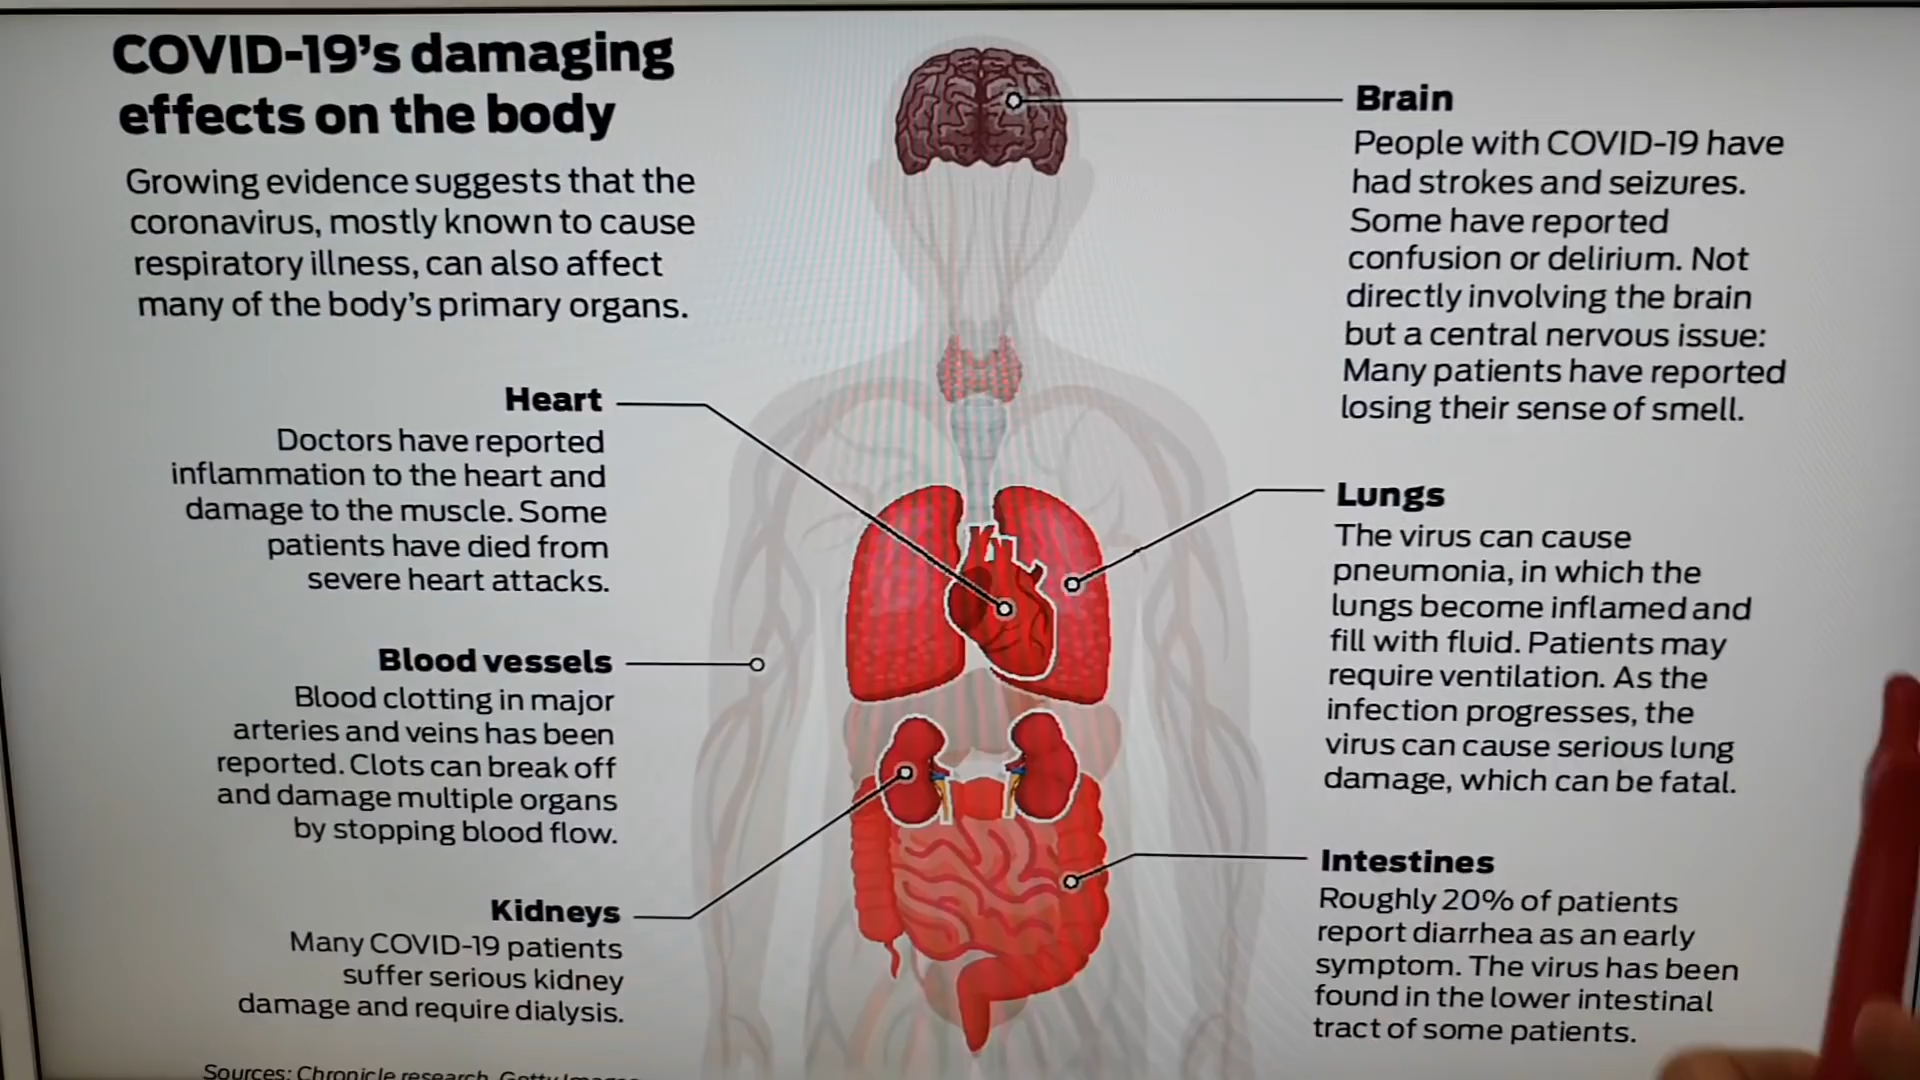 COVID-19's damaging
effects on the body
Growing evidence suggests that the
coronavirus, mostly known to cause
respiratory illness, can also affect
many of the body's primary organs.
Heart
Doctors have reported
inflammation to the heart and
damage to the muscle. Some
patients have died from
severe heart attacks.
Blood vessels
Blood clotting in major
arteries and veins has been
reported. Clots can break off
and damage multiple organs
by stopping blood flow.
Kidneys
Many COVID-19 patients
suffer serious kidney
damage and require dialysis.
Sources: Chronicle research, Getty Images
Brain
People with COVID-19 have
had strokes and seizures.
Some have reported
confusion or delirium. Not
directly involving the brain
but a central nervous issue:
Many patients have reported
losing their sense of smell.
Lungs
The virus can cause
pneumonia, in which the
lungs become inflamed and
fill with fluid. Patients may
require ventilation. As the
infection progresses, the
virus can cause serious lung
damage, which can be fatal.
Intestines
Roughly 20% of patients
report diarrhea as an early
symptom. The virus has been
found in the lower intestinal
tract of some patients.